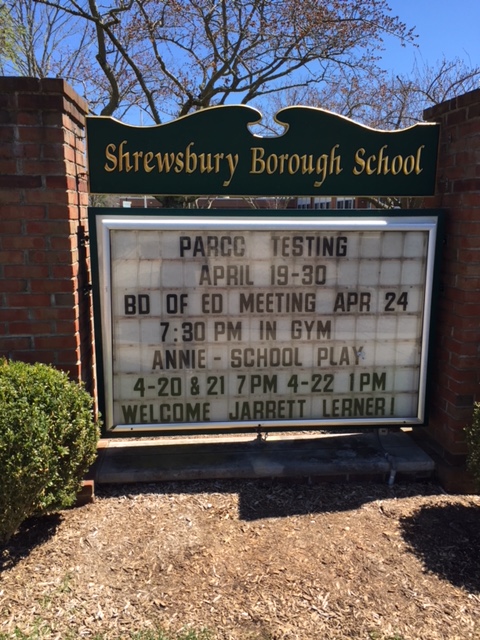 Shrewsbury Borough School
PARCC TESTING
APRIL 19-30
BD OF ED MEETING APR 24
7:30 PM IN GYM
ANNIE - SCHOOL PLAY
4-20 & 21 7PM 4-22 1PM
WELCOME JARRETT LERNER!